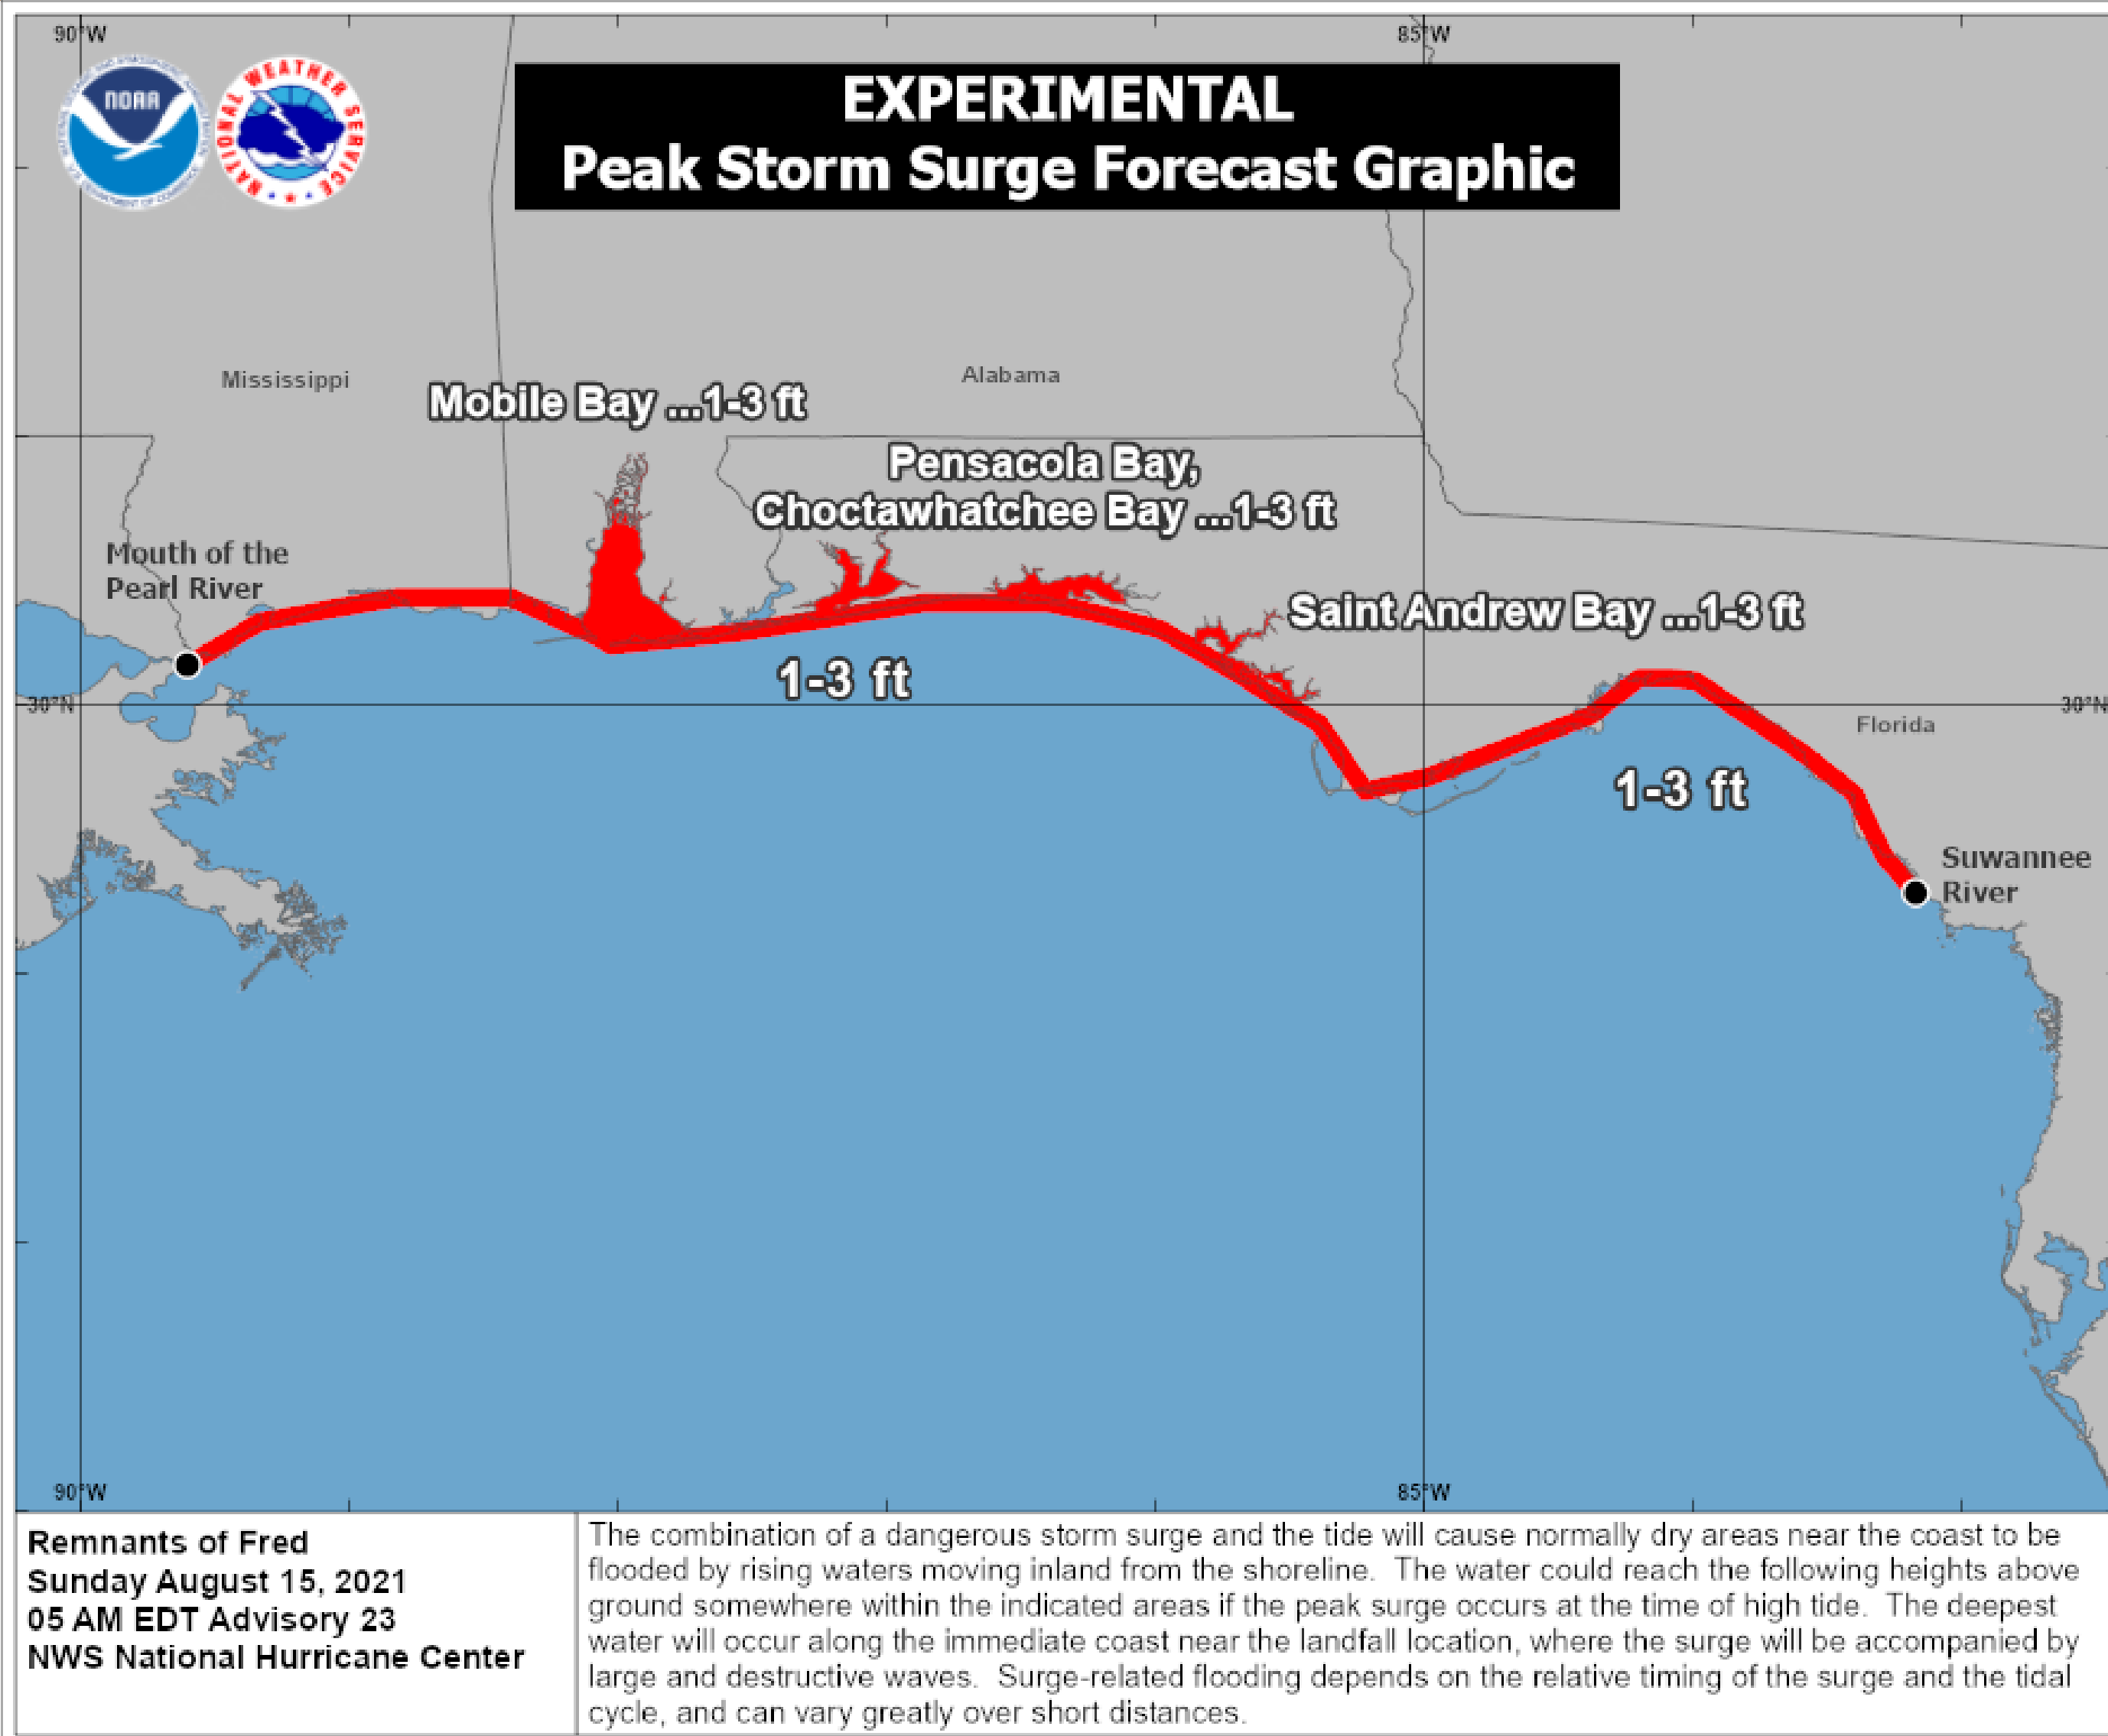 90°W
85°W
NOAA
NATIONAL WEATHER SERVICE
EXPERIMENTAL
Peak Storm Surge Forecast Graphic
Mississippi
Alabama
Mobile Bay ...1-3 ft
Pensacola Bay,
Choctawhatchee Bay ...1-3 ft
Mouth of the
Pearl River
Saint Andrew Bay ...1-3 ft
1-3 ft
30°N
30°N
Florida
1-3 ft
Suwannee
River
90°W
85°W
Remnants of Fred
Sunday August 15, 2021
05 AM EDT Advisory 23
NWS National Hurricane Center
The combination of a dangerous storm surge and the tide will cause normally dry areas near the coast to be
flooded by rising waters moving inland from the shoreline.  The water could reach the following heights above
ground somewhere within the indicated areas if the peak surge occurs at the time of high tide.  The deepest
water will occur along the immediate coast near the landfall location, where the surge will be accompanied by
large and destructive waves.  Surge-related flooding depends on the relative timing of the surge and the tidal
cycle, and can vary greatly over short distances.